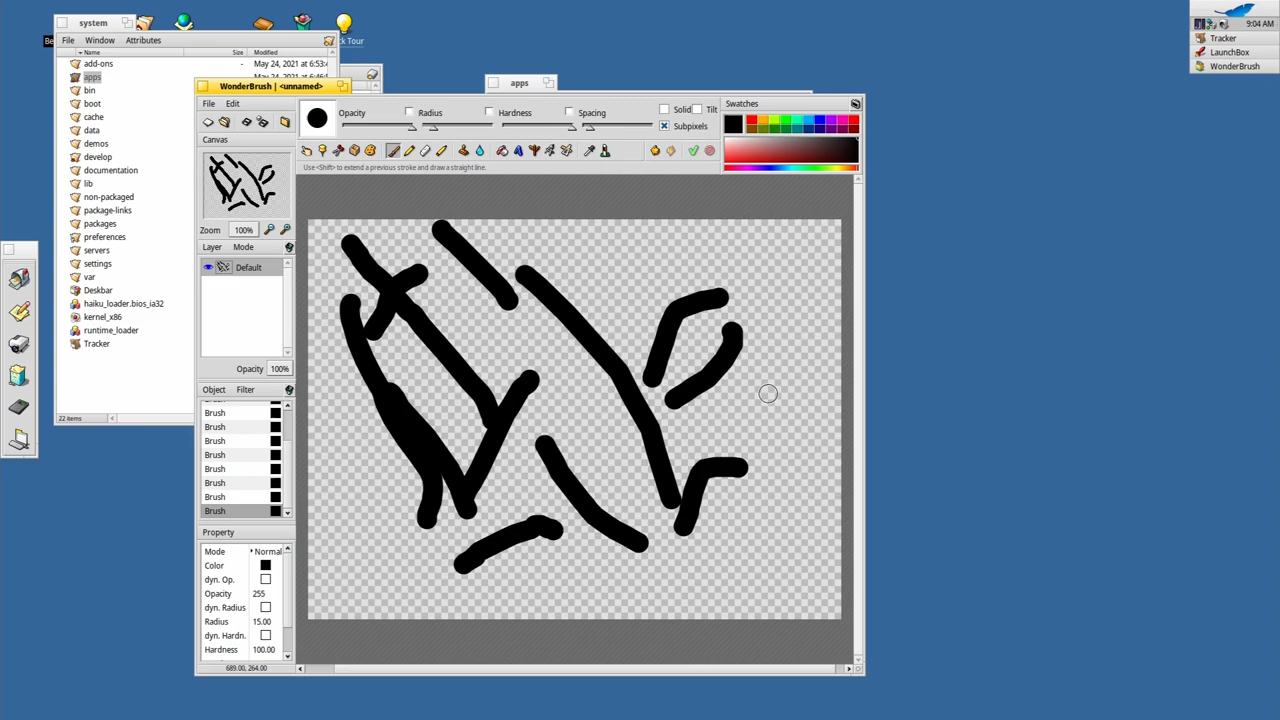 system
File Window Attributes
Name Size Modified
add-ons - May 24, 2021 at 6:53:4
apps
bin
boot
cache
data
demos
develop
documentation
lib
non-packaged
package-links
packages
preferences
servers
settings
var
Deskbar
haiku_loader.bios_ia32
kernel_x86
runtime_loader
Tracker
22 items
Tour
apps
WonderBrush | <unnamed>
File Edit
Canvas
Zoom 100%
Layer Mode
Default
Opacity 100%
Object Filter
Brush
Brush
Brush
Brush
Brush
Brush
Brush
Brush
Property
Mode Normal
Color
dyn. Op.
Opacity 255
dyn. Radius
Radius 15.00
dyn. Hardn.
Hardness 100.00
689.00, 264.00
Opacity Radius Hardness Spacing
Solid Tilt
Subpixels
Use <Shift> to extend a previous stroke and draw a straight line.
Swatches
9:04 AM
Tracker
LaunchBox
WonderBrush